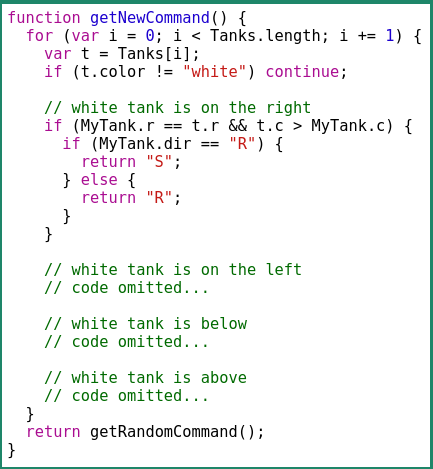 function getNewCommand() {
  for (var i = 0; i < Tanks.length; i += 1) {
    var t = Tanks[i];
    if (t.color != "white") continue;

    // white tank is on the right
    if (MyTank.r == t.r && t.c > MyTank.c) {
      if (MyTank.dir == "R") {
        return "S";
      } else {
        return "R";
      }
    }

    // white tank is on the left
    // code omitted...

    // white tank is below
    // code omitted...

    // white tank is above
    // code omitted...
  }
  return getRandomCommand();
}